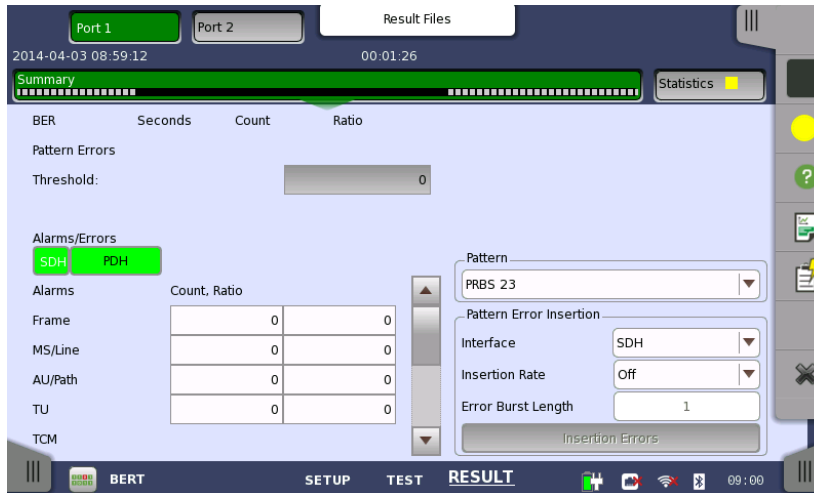 Port 1
Port 2
Result Files
2014-04-03 08:59:12
00:01:26
Summary
Statistics
BER Seconds Count Ratio
Pattern Errors
Threshold: 0
Alarms/Errors
SDH PDH
Alarms Count, Ratio
Frame 0 0
MS/Line 0 0
AU/Path 0 0
TU 0 0
TCM
Pattern
PRBS 23
Pattern Error Insertion
Interface SDH
Insertion Rate Off
Error Burst Length 1
Insertion Errors
BERT SETUP TEST RESULT 09:00